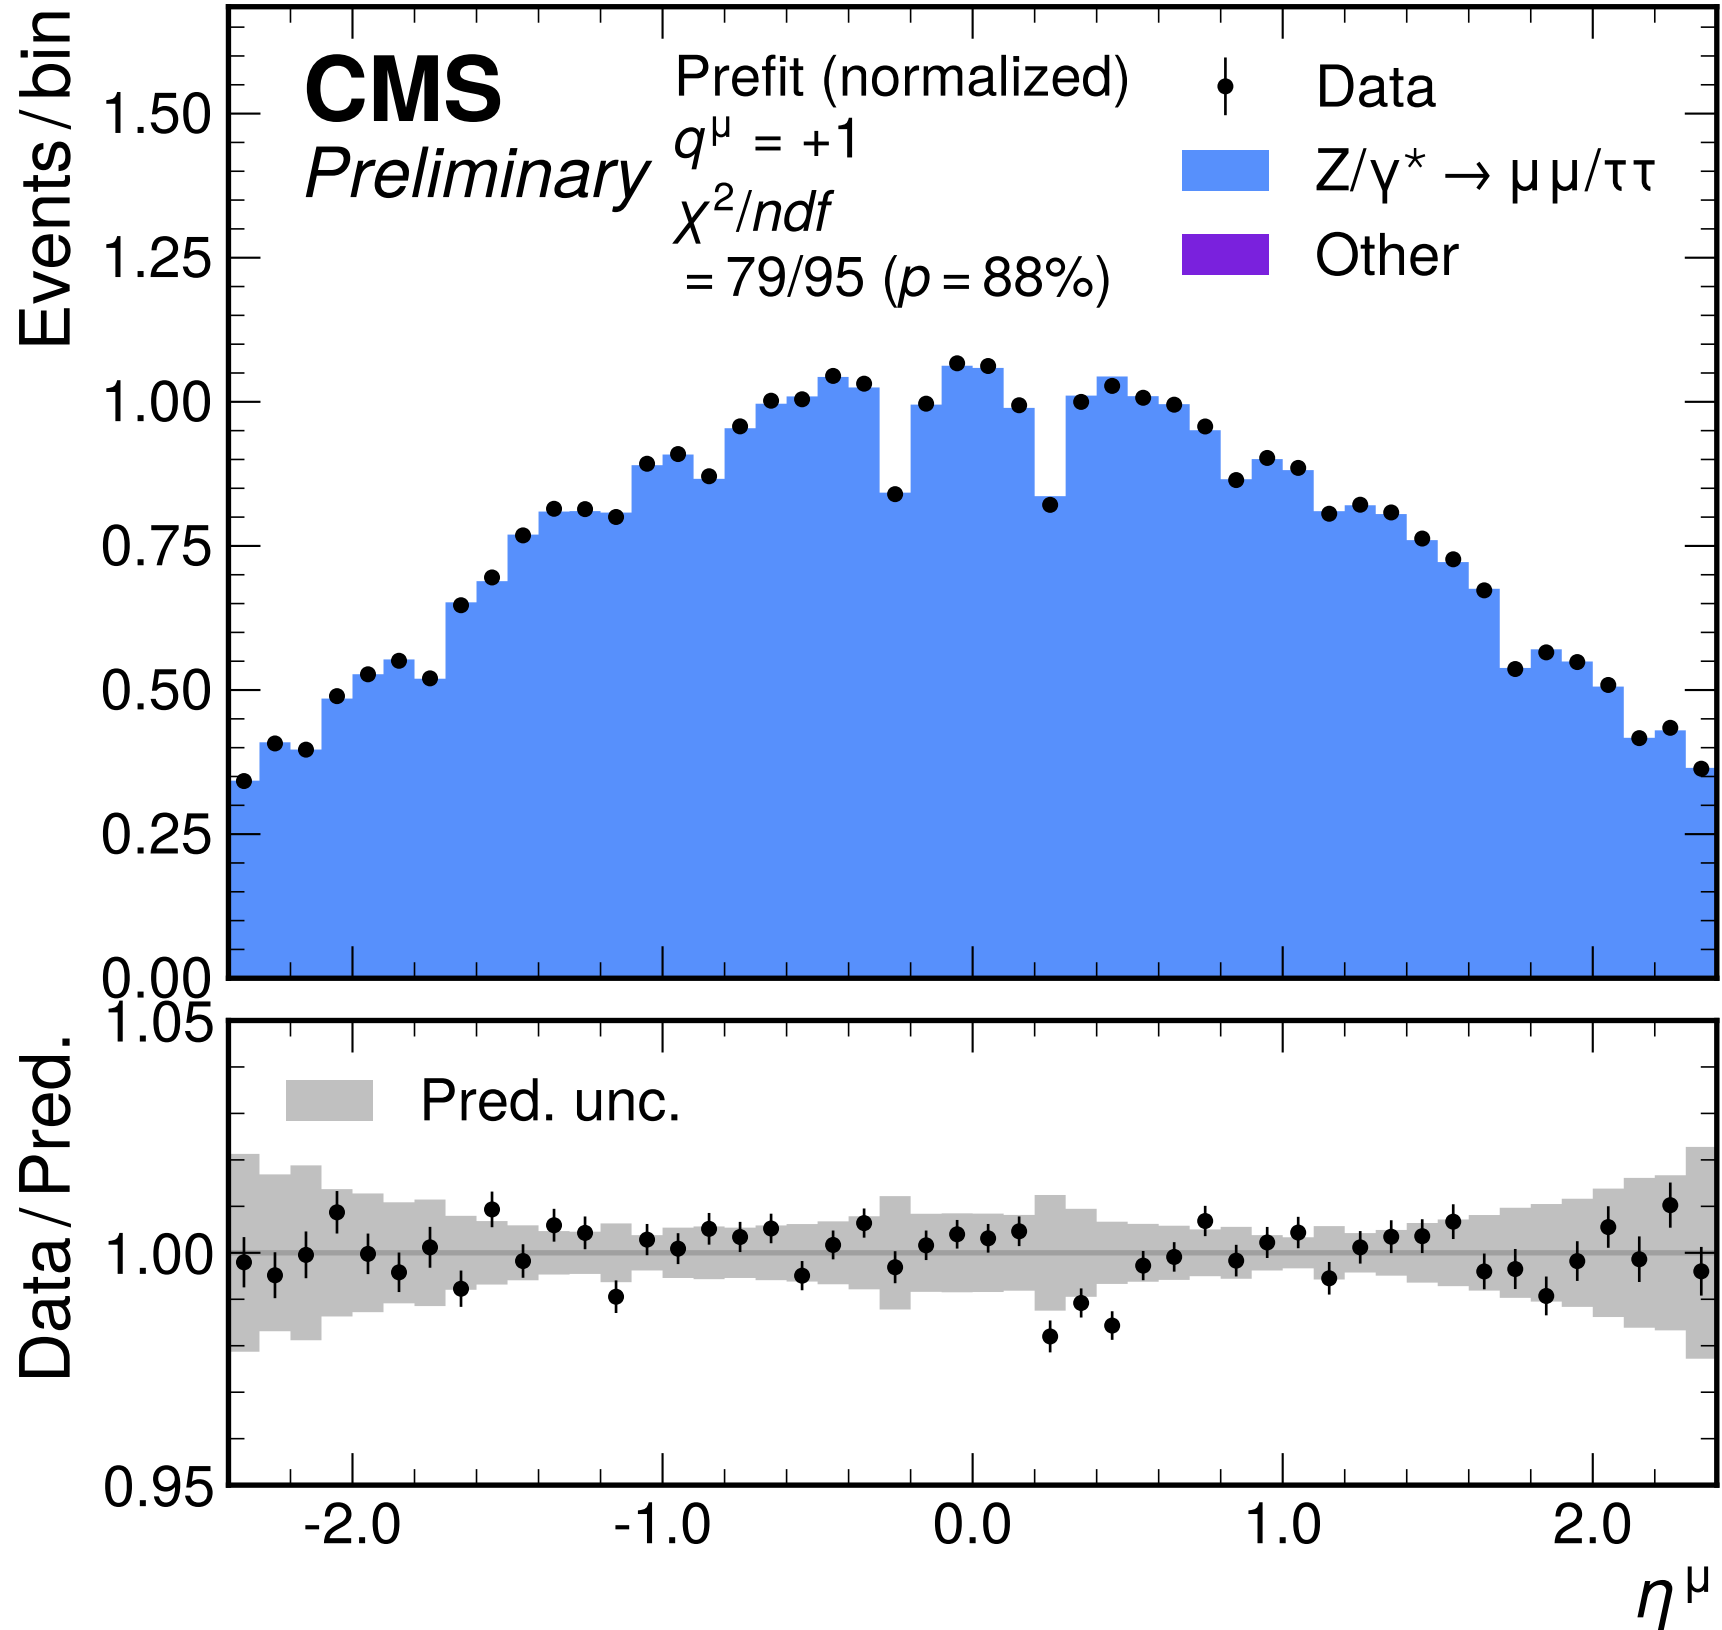 CMS
Preliminary
Prefit (normalized)
qᵘ = +1
χ²/ndf
= 79/95 (p = 88%)
Data
Z/γ* → μμ/ττ
Other
Events / bin
1.50
1.25
1.00
0.75
0.50
0.25
0.00
Data / Pred.
1.05
1.00
0.95
Pred. unc.
-2.0 -1.0 0.0 1.0 2.0
η^μ